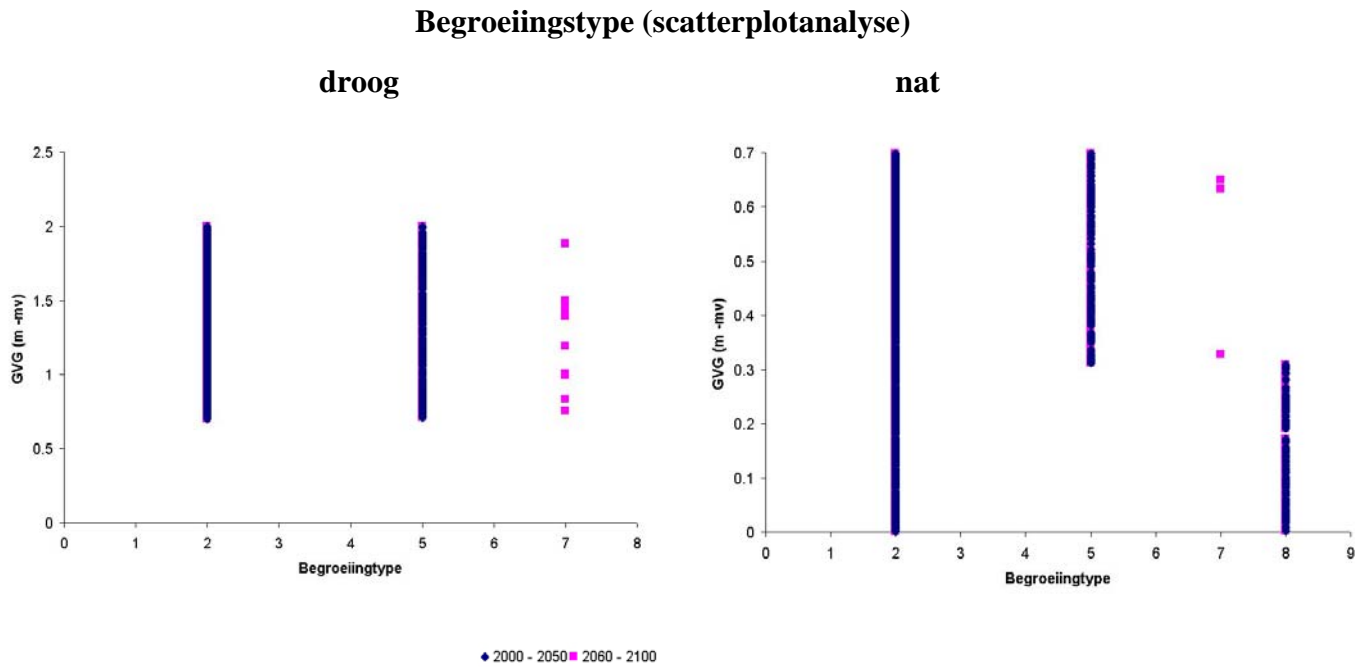 Begroeiingstype (scatterplotanalyse)
droog
nat
2.5
2
1.5
1
0.5
0
GVG (m -mv)
0 1 2 3 4 5 6 7 8
Begroeiingtype
0.7
0.6
0.5
0.4
0.3
0.2
0.1
0
GVG (m -mv)
0 1 2 3 4 5 6 7 8 9
Begroeiingtype
2000 - 2050 2060 - 2100